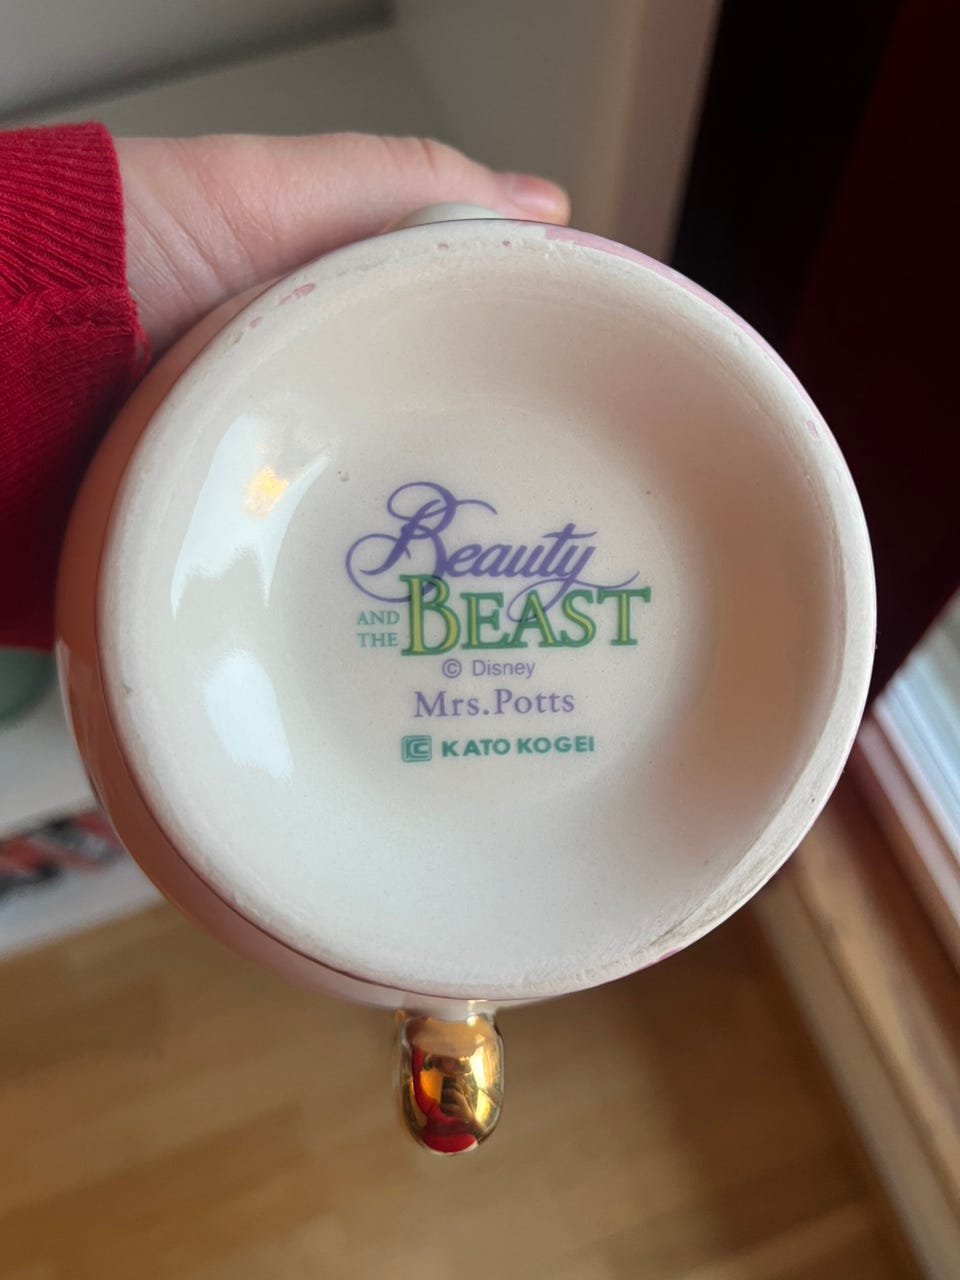 Beauty
AND THE BEAST
© Disney
Mrs.Potts
KATO KOGEI